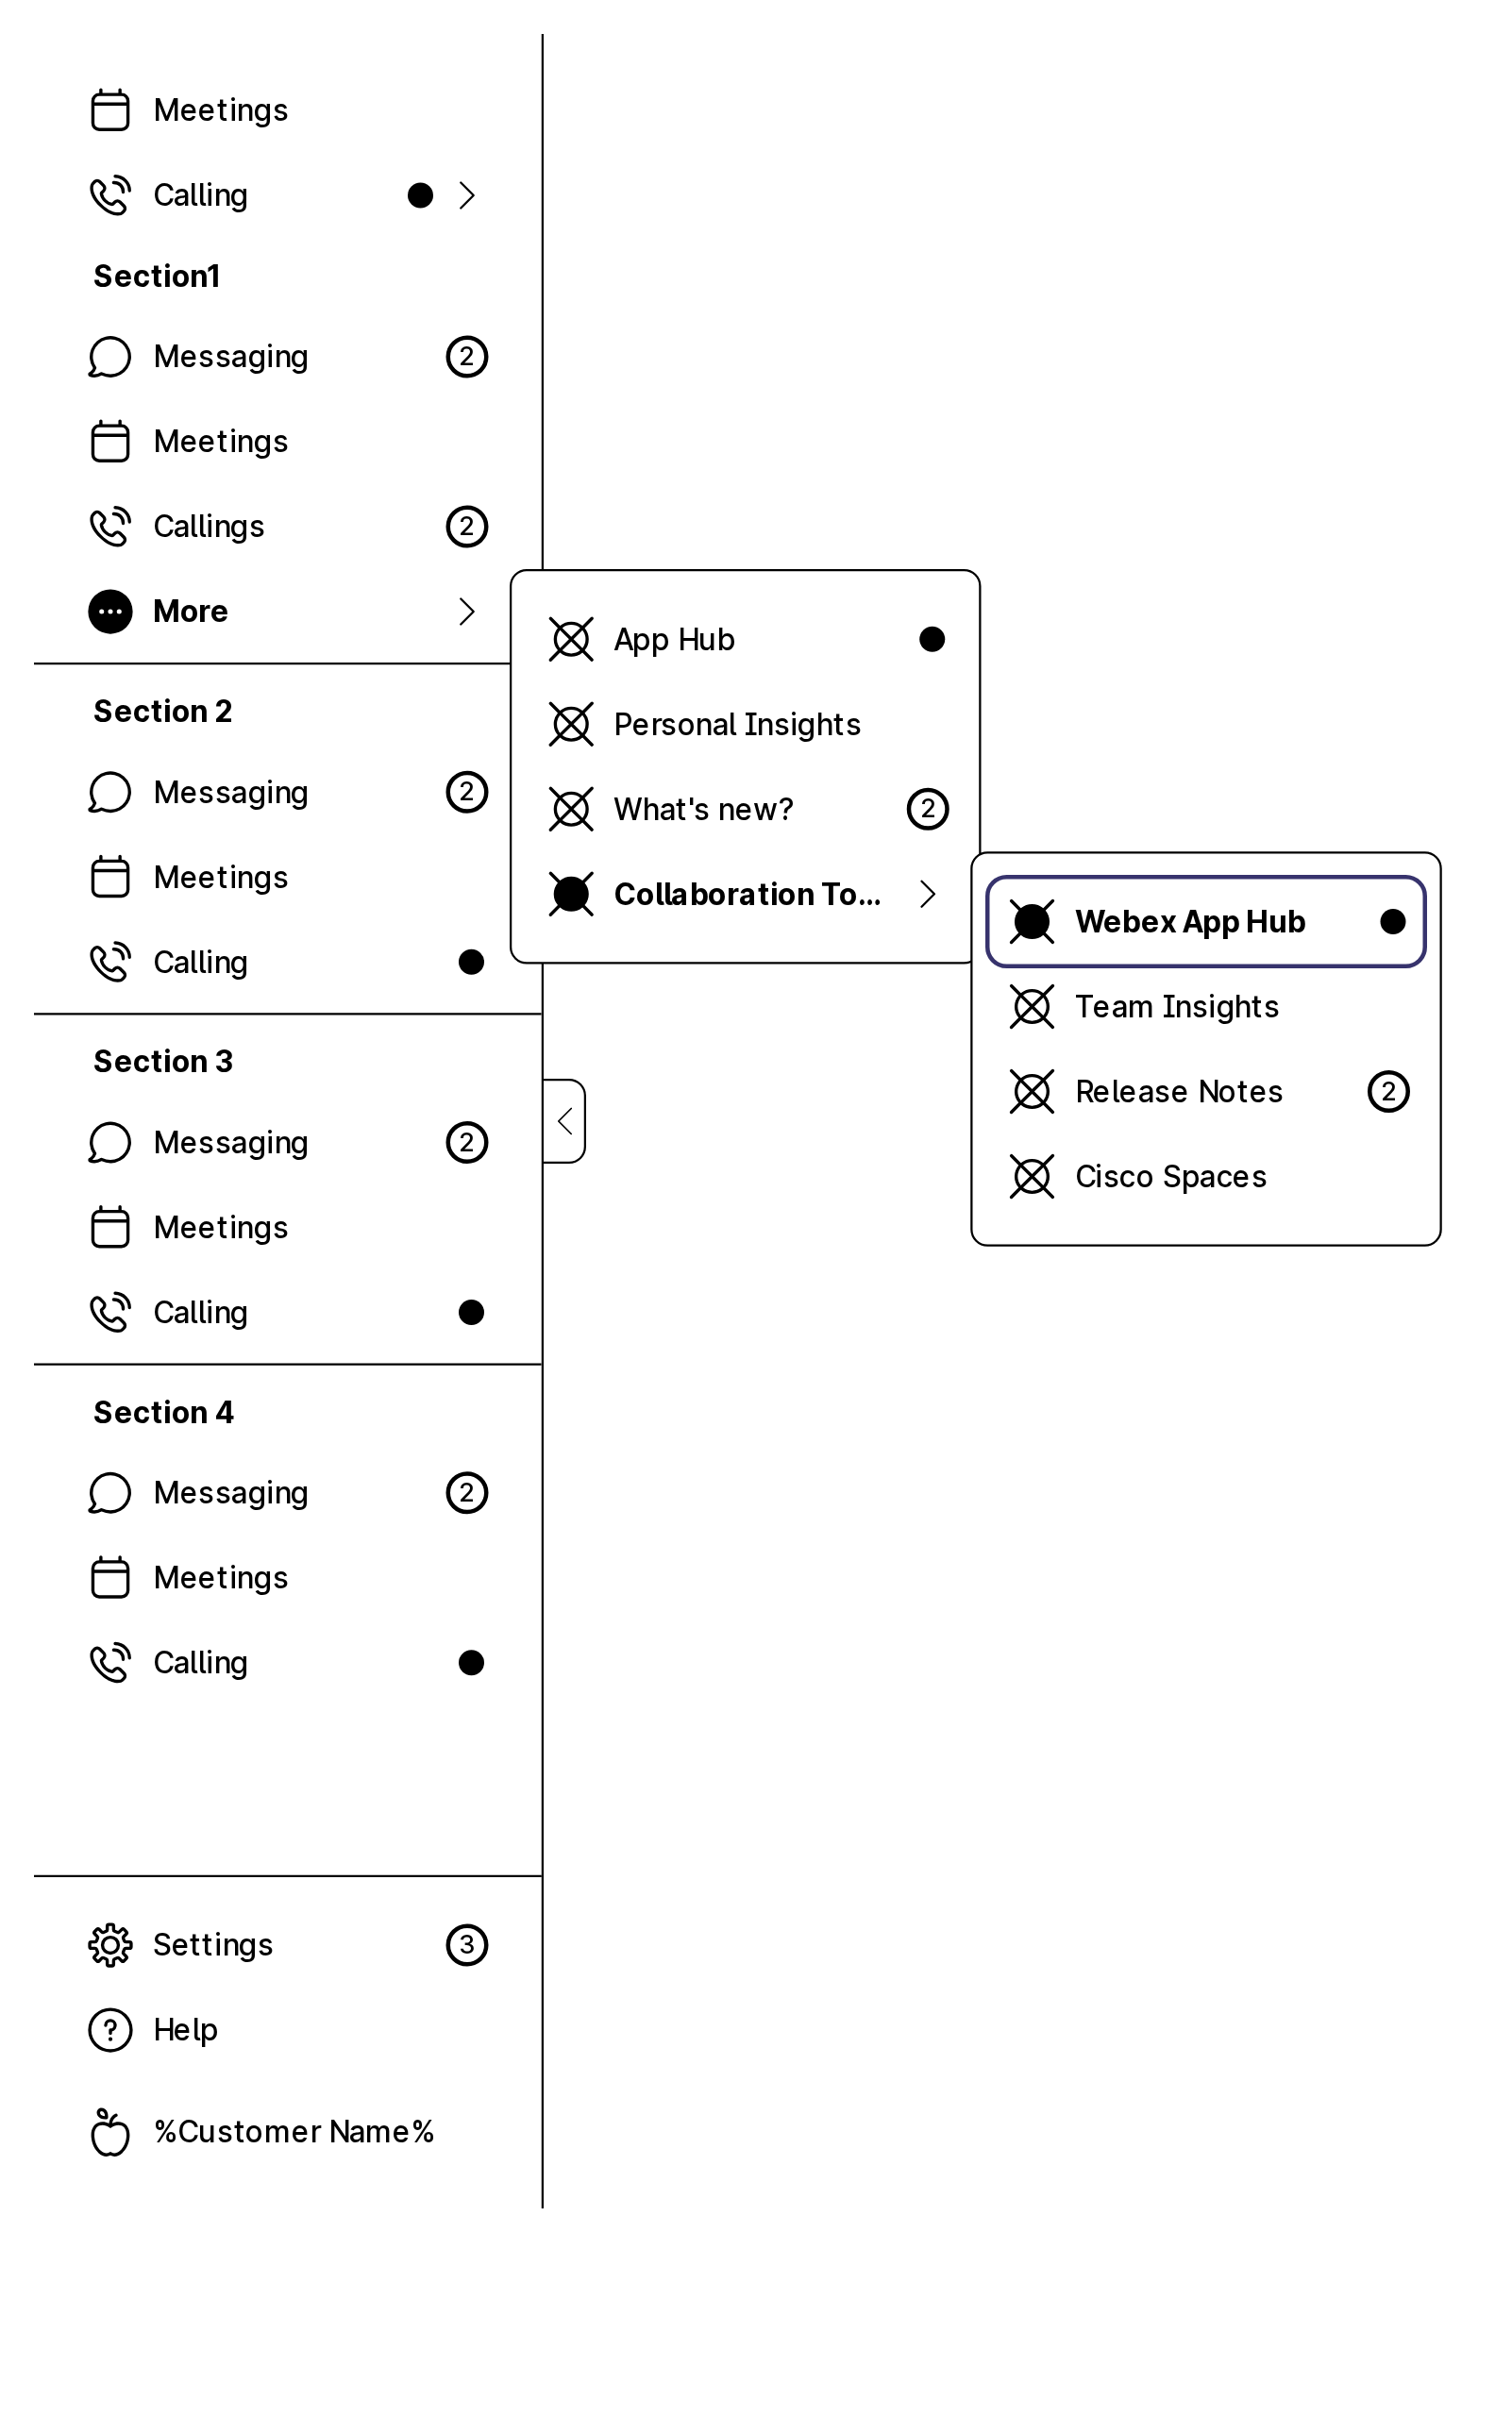 Meetings
Calling
Section1
Messaging 2
Meetings
Callings 2
More
Section 2
Messaging 2
Meetings
Calling
Section 3
Messaging 2
Meetings
Calling
Section 4
Messaging 2
Meetings
Calling
Settings 3
? Help
%Customer Name%
App Hub
Personal Insights
What's new? 2
Collaboration To...
Webex App Hub
Team Insights
Release Notes 2
Cisco Spaces